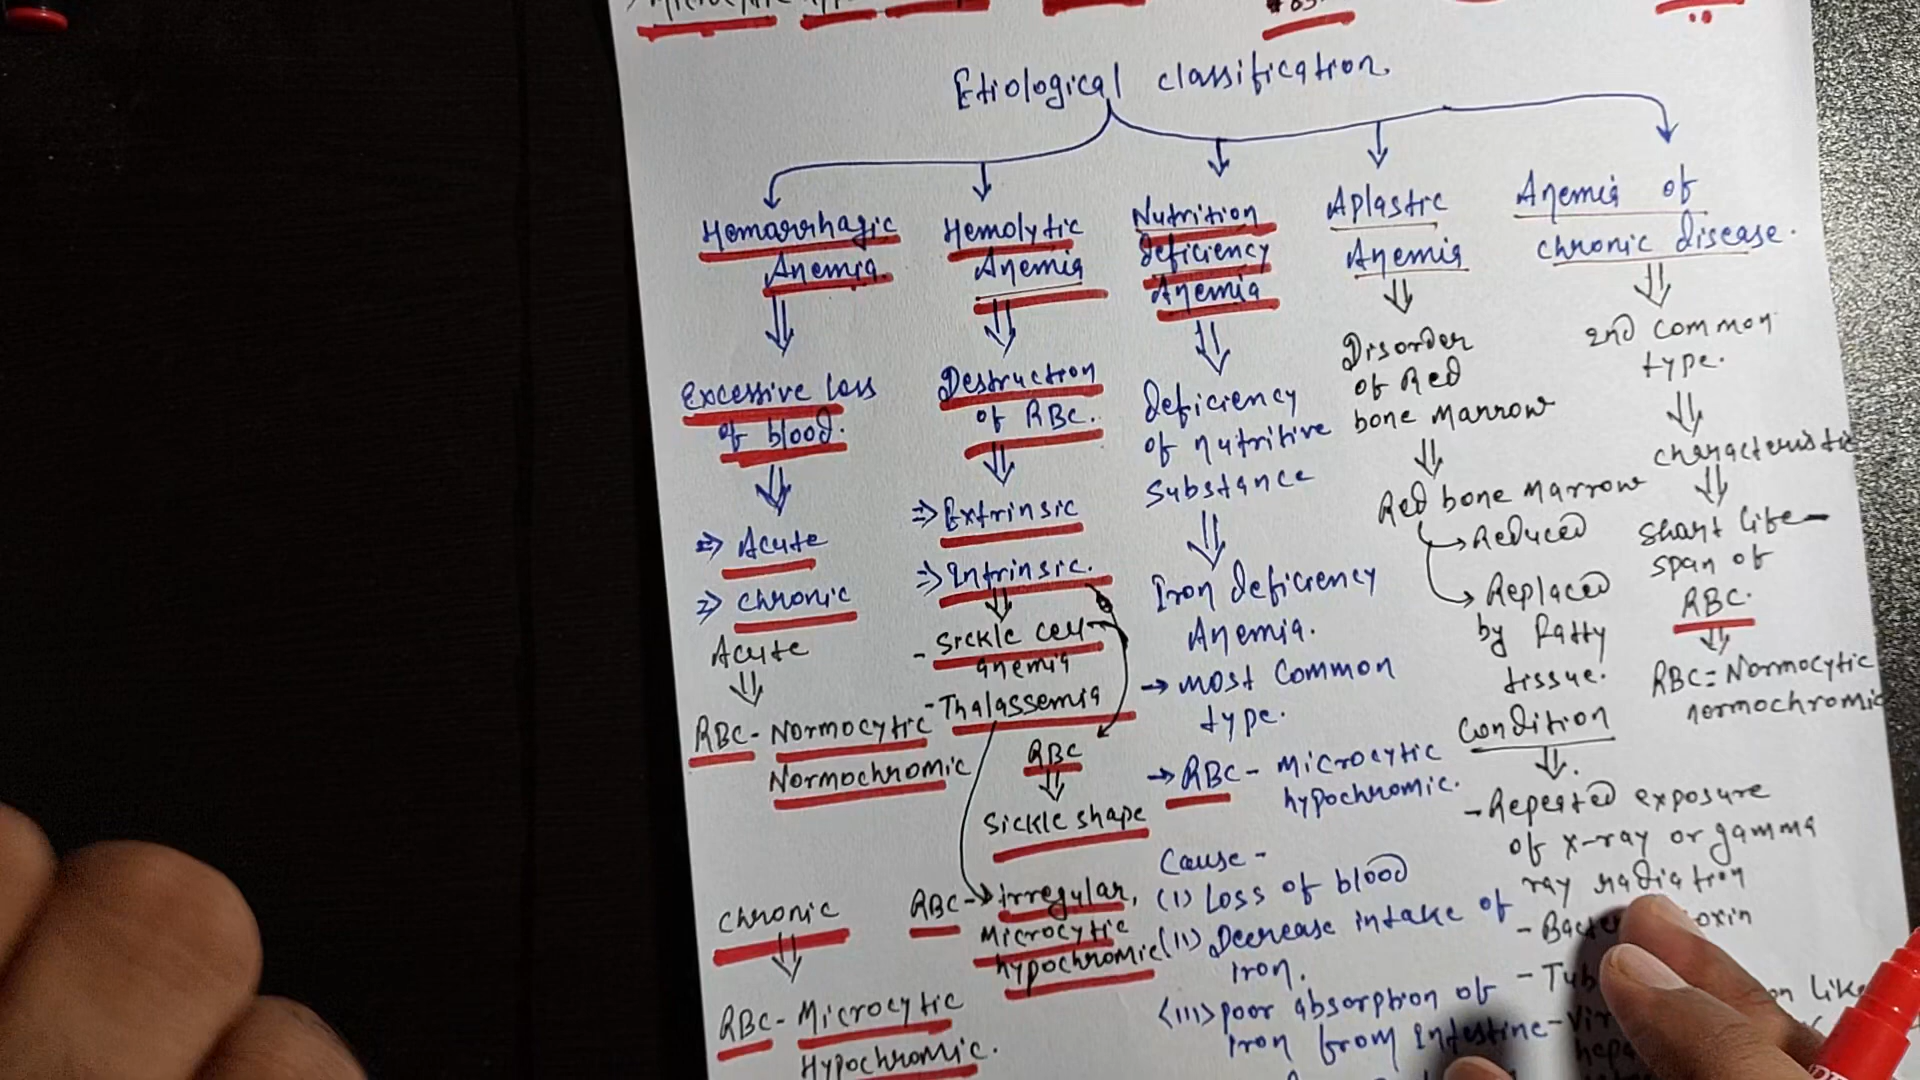 Etiological classification.
Hemorrhagic
Anemia.
Excessive loss
of blood.
⇒ Acute
⇒ chronic
Acute
RBC - Normocytic
Normochromic
chronic
RBC - Microcytic
Hypochromic.
Hemolytic
Anemia
Destruction
of RBC.
⇒ Extrinsic
⇒ Intrinsic.
- Sickle cell
anemia
- Thalassemia
RBC
Sickle shape
RBC → irregular,
Microcytic
hypochromic
Nutrition
deficiency
Anemia
deficiency
of nutritive
Substance
Iron deficiency
Anemia.
→ most common
type.
→ RBC - Microcytic
hypochromic.
Cause -
(I) Loss of blood
(II) Decrease intake of
iron.
(III) poor absorption of
iron from intestine
Aplastic
Anemia
Disorder
of Red
bone marrow
Red bone marrow
→ Reduced
→ Replaced
by fatty
tissue.
Condition
- Repeated exposure
of x-ray or gamma
ray radiation
Anemia of
chronic disease.
2nd common
type.
characteristic
short life
span of
RBC.
RBC = Normocytic
normochromic